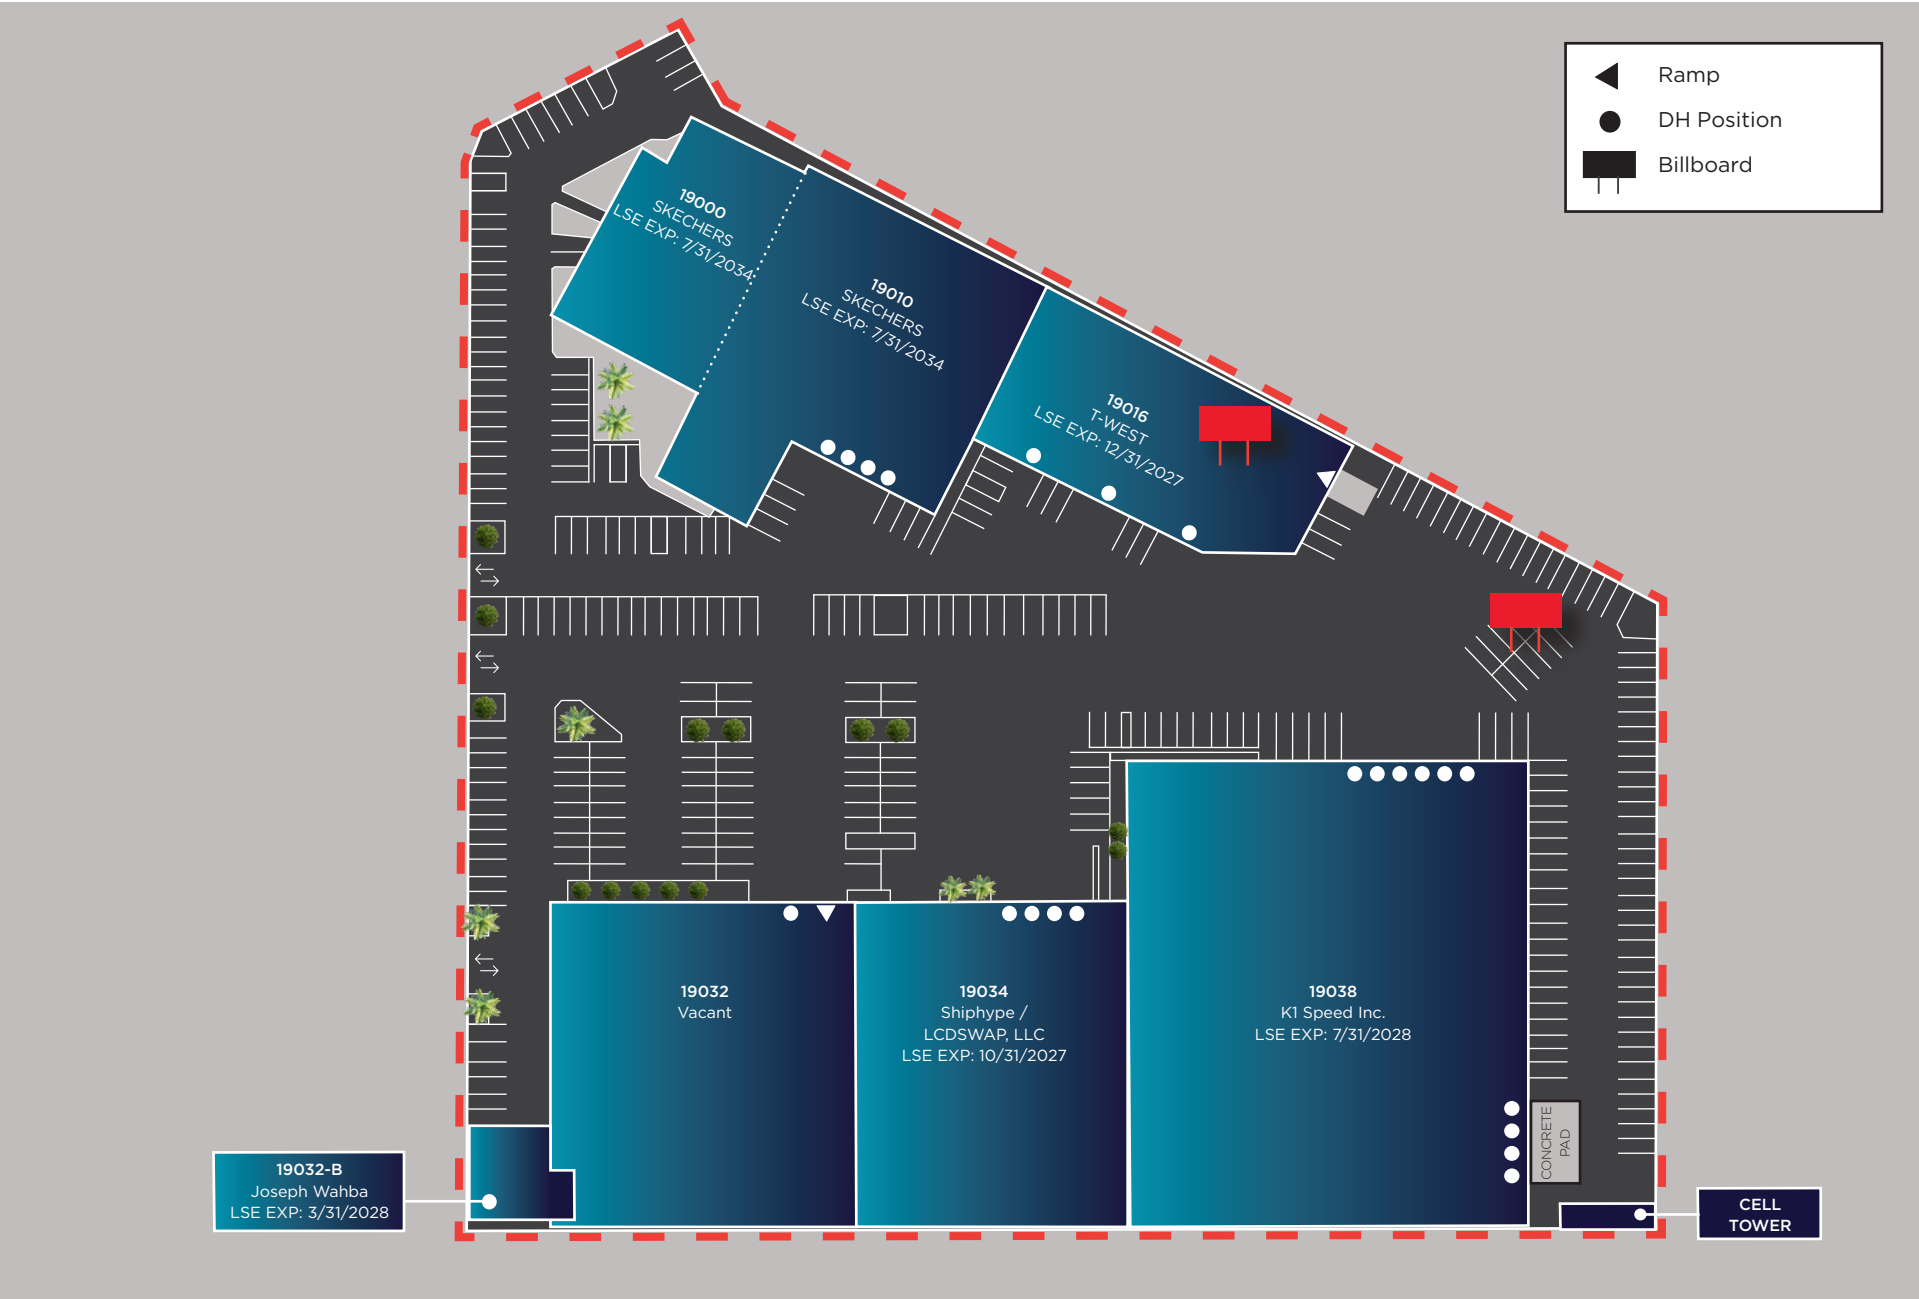 Ramp
DH Position
Billboard
19000
SKECHERS
LSE EXP: 7/31/2034
19010
SKECHERS
LSE EXP: 7/31/2034
19016
T-WEST
LSE EXP: 12/31/2027
19032
Vacant
19034
Shiphype /
LCDSWAP, LLC
LSE EXP: 10/31/2027
19038
K1 Speed Inc.
LSE EXP: 7/31/2028
CONCRETE
PAD
19032-B
Joseph Wahba
LSE EXP: 3/31/2028
CELL
TOWER